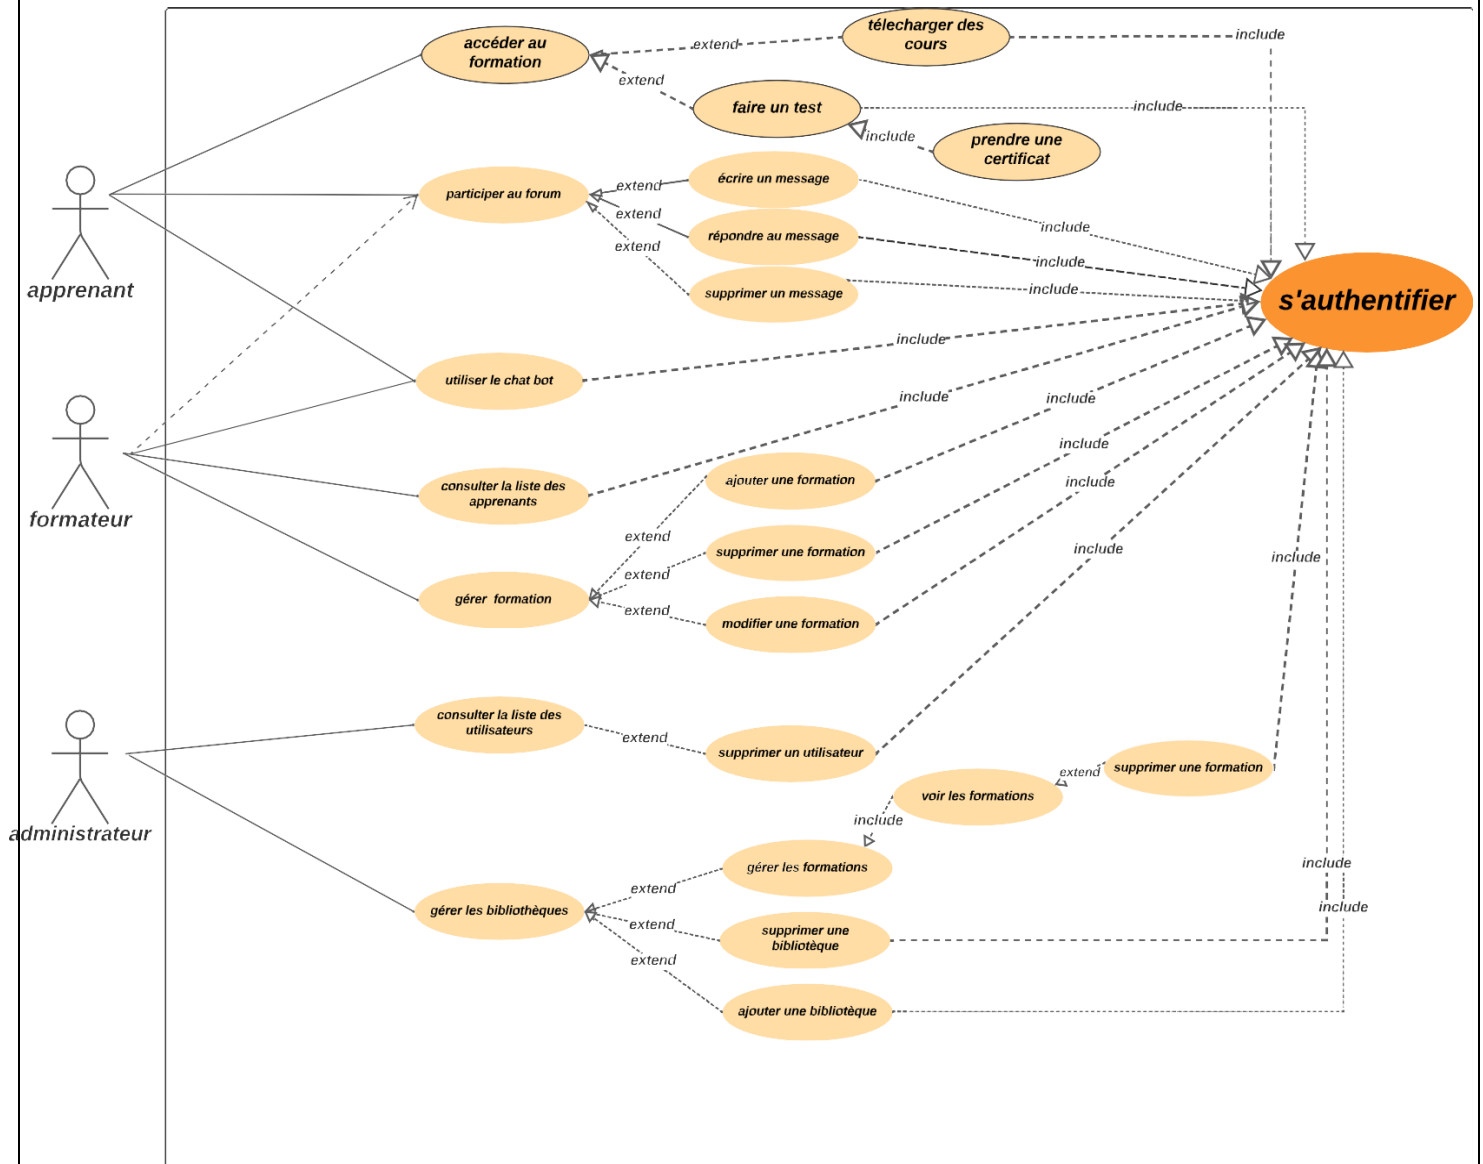 télecharger des
cours
include
accéder au
formation
extend
extend
faire un test
include
include
prendre une
certificat
apprenant
participer au forum
extend
écrire un message
include
extend
répondre au message
include
extend
supprimer un message
include
s'authentifier
utiliser le chat bot
include
formateur
consulter la liste des
apprenants
include
ajouter une formation
include
extend
supprimer une formation
include
extend
gérer formation
extend
modifier une formation
include
include
include
administrateur
consulter la liste des
utilisateurs
extend
supprimer un utilisateur
voir les formations
extend
supprimer une formation
include
gérer les formations
include
extend
gérer les bibliothèques
include
extend
supprimer une
bibliotèque
extend
ajouter une bibliotèque